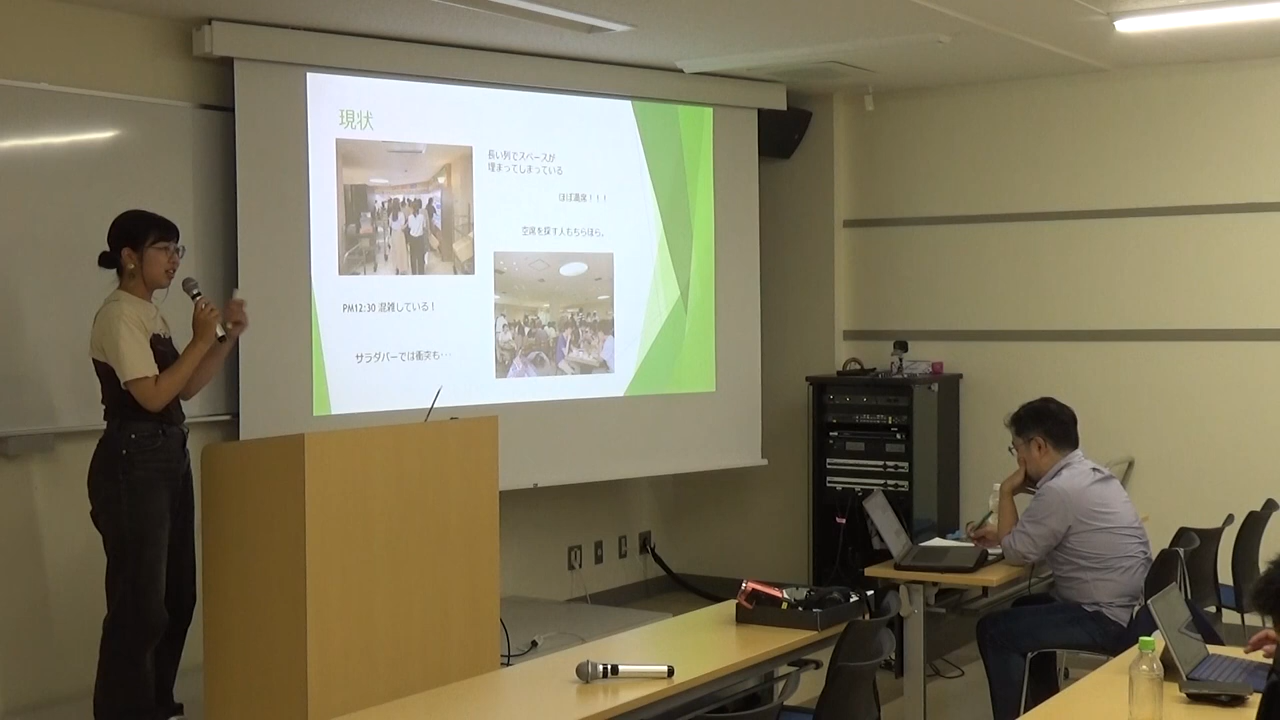 現状
長い列でスペースが
埋まってしまっている
ほぼ満席！！！
空席を探す人もちらほら。
PM12:30 混雑している！
サラダバーでは衝突も・・・